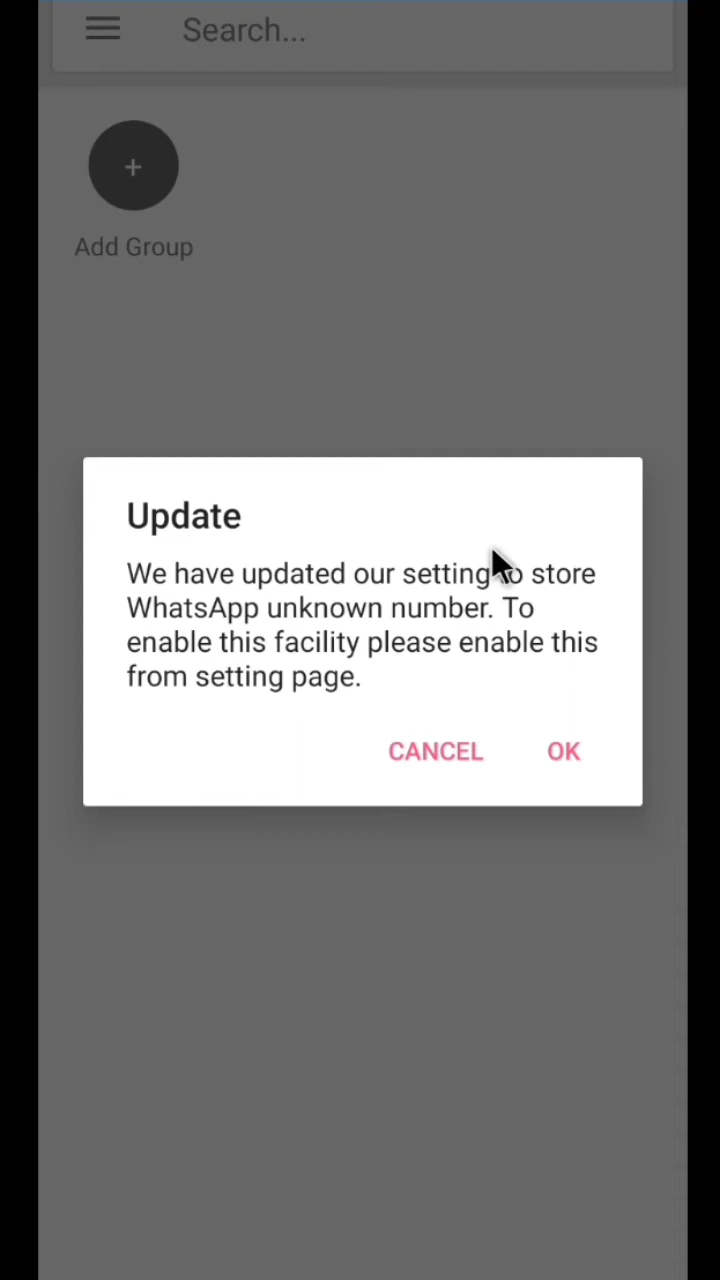 Search...
+
Add Group
Update
We have updated our setting to store
WhatsApp unknown number. To
enable this facility please enable this
from setting page.
CANCEL OK